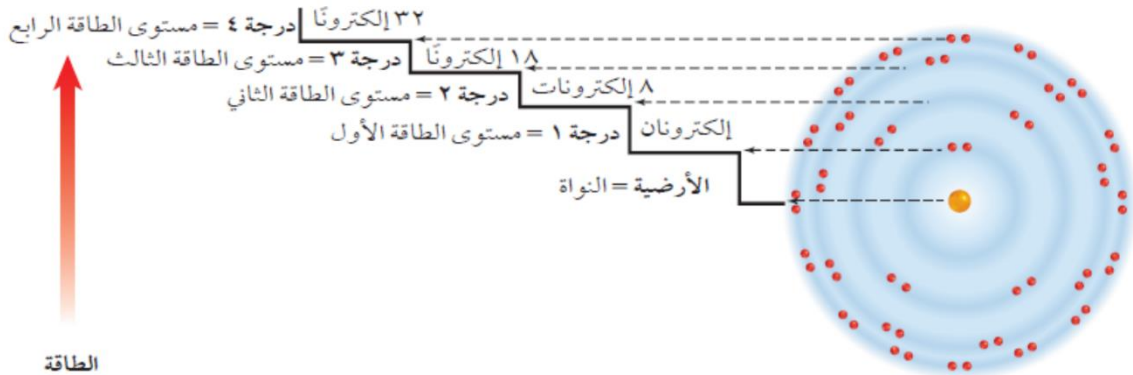 ٣٢ إلكترونًا
درجة ٤ = مستوى الطاقة الرابع
١٨ إلكترونًا
درجة ٣ = مستوى الطاقة الثالث
٨ إلكترونات
درجة ٢ = مستوى الطاقة الثاني
إلكترونان
درجة ١ = مستوى الطاقة الأول
الأرضية = النواة
الطاقة